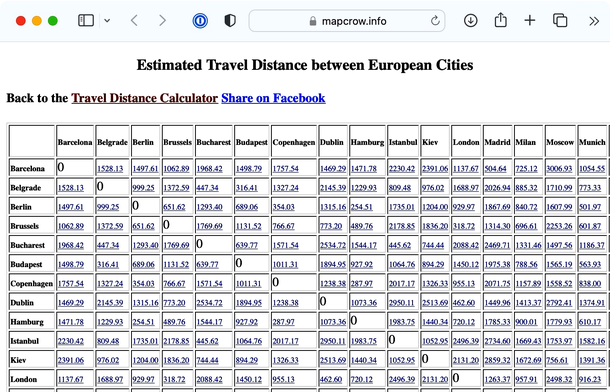 mapcrow.info
Estimated Travel Distance between European Cities
Back to the Travel Distance Calculator Share on Facebook
Barcelona Belgrade Berlin Brussels Bucharest Budapest Copenhagen Dublin Hamburg Istanbul Kiev London Madrid Milan Moscow Munich
Barcelona 0 1528.13 1497.61 1062.89 1968.42 1498.79 1757.54 1469.29 1471.78 2230.42 2391.06 1137.67 504.64 725.12 3006.93 1054.55
Belgrade 1528.13 0 999.25 1372.59 447.34 316.41 1327.24 2145.39 1229.93 809.48 976.02 1688.97 2026.94 885.32 1710.99 773.33
Berlin 1497.61 999.25 0 651.62 1293.40 689.06 354.03 1315.16 254.51 1735.01 1204.00 929.97 1867.69 840.72 1607.99 501.97
Brussels 1062.89 1372.59 651.62 0 1769.69 1131.52 766.67 773.20 489.76 2178.85 1836.20 318.72 1314.30 696.61 2253.26 601.87
Bucharest 1968.42 447.34 1293.40 1769.69 0 639.77 1571.54 2534.72 1544.17 445.62 744.44 2088.42 2469.71 1331.46 1497.56 1186.37
Budapest 1498.79 316.41 689.06 1131.52 639.77 0 1011.31 1894.95 927.92 1064.76 894.29 1450.12 1975.38 788.56 1565.19 563.93
Copenhagen 1757.54 1327.24 354.03 766.67 1571.54 1011.31 0 1238.38 287.97 2017.17 1326.33 955.13 2071.75 1157.89 1558.52 838.00
Dublin 1469.29 2145.39 1315.16 773.20 2534.72 1894.95 1238.38 0 1073.36 2950.11 2513.69 462.60 1449.96 1413.37 2792.41 1374.91
Hamburg 1471.78 1229.93 254.51 489.76 1544.17 927.92 287.97 1073.36 0 1983.75 1440.34 720.12 1785.33 900.01 1779.93 610.17
Istanbul 2230.42 809.48 1735.01 2178.85 445.62 1064.76 2017.17 2950.11 1983.75 0 1052.95 2496.39 2734.60 1669.43 1753.97 1582.16
Kiev 2391.06 976.02 1204.00 1836.20 744.44 894.29 1326.33 2513.69 1440.34 1052.95 0 2131.20 2859.32 1672.69 756.61 1391.36
London 1137.67 1688.97 929.97 318.72 2088.42 1450.12 955.13 462.60 720.12 2496.39 2131.20 0 1263.37 957.91 2498.32 916.23